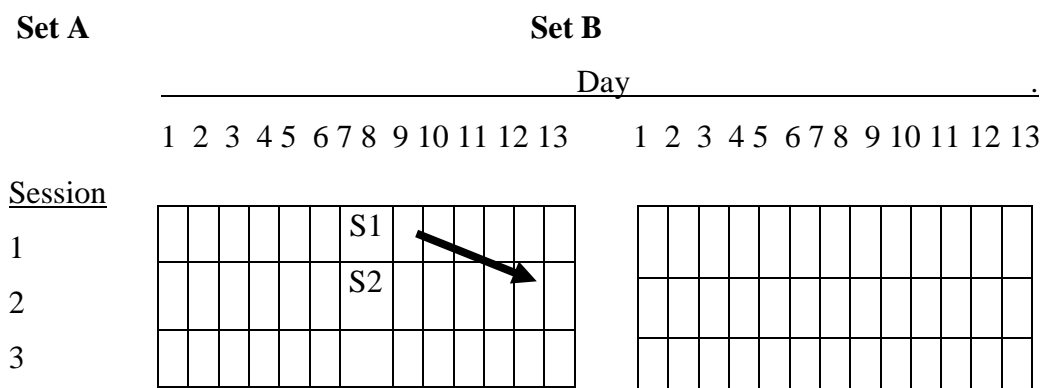 Set A Set B
Day .
1 2 3 4 5 6 7 8 9 10 11 12 13 1 2 3 4 5 6 7 8 9 10 11 12 13
Session
1 S1
2 S2
3